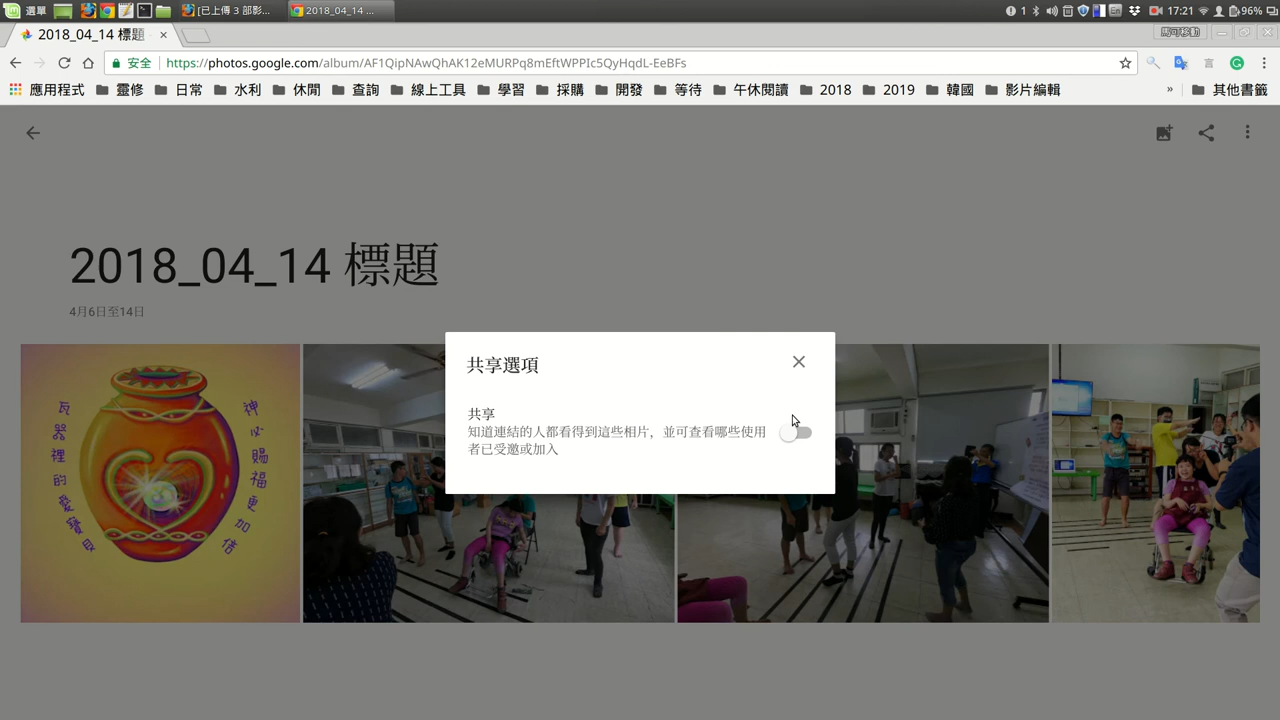 選單
[已上傳 3 部影...
2018_04_14 ...
1
En
17:21
96%
2018_04_14 標題
馬可移動
安全
https://photos.google.com/album/AF1QipNAwQhAK12eMURPq8mEftWPPIc5QyHqdL-EeBFs
應用程式 靈修 日常 水利 休閒 查詢 線上工具 學習 採購 開發 等待 午休閱讀 2018 2019 韓國 影片編輯 » 其他書籤
2018_04_14 標題
4月6日至14日
共享選項
共享
知道連結的人都看得到這些相片，並可查看哪些使用
者已受邀或加入
瓦器裡的愛寶貝
神必賜福更加倍